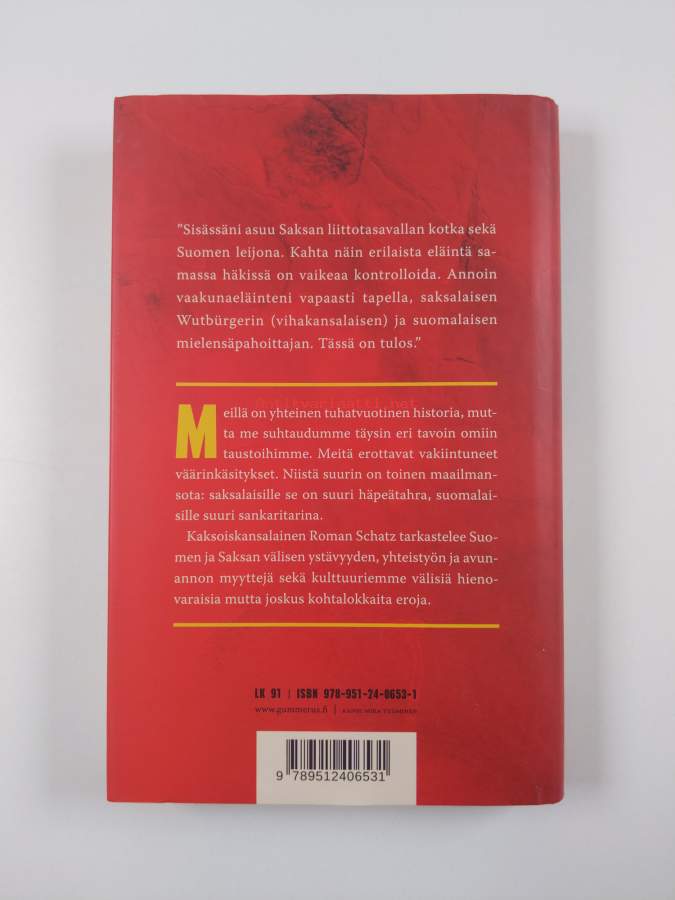 ”Sisässäni asuu Saksan liittotasavallan kotka sekä
Suomen leijona. Kahta näin erilaista eläintä sa-
massa häkissä on vaikeaa kontrolloida. Annoin
vaakunaeläinteni vapaasti tapella, saksalaisen
Wutbürgerin (vihakansalaisen) ja suomalaisen
mielensäpahoittajan. Tässä on tulos.”
Meillä on yhteinen tuhatvuotinen historia, mut-
ta me suhtaudumme täysin eri tavoin omiin
taustoihimme. Meitä erottavat vakiintuneet
väärinkäsitykset. Niistä suurin on toinen maailman-
sota: saksalaisille se on suuri häpeätahra, suomalai-
sille suuri sankaritarina.
Kaksoiskansalainen Roman Schatz tarkastelee Suo-
men ja Saksan välisen ystävyyden, yhteistyön ja avun-
annon myyttejä sekä kulttuuriemme välisiä hieno-
varaisia mutta joskus kohtalokkaita eroja.
LK 91 | ISBN 978-951-24-0653-1
www.gummerus.fi | KANSI MIKA TUOMINEN
9 789512 406531